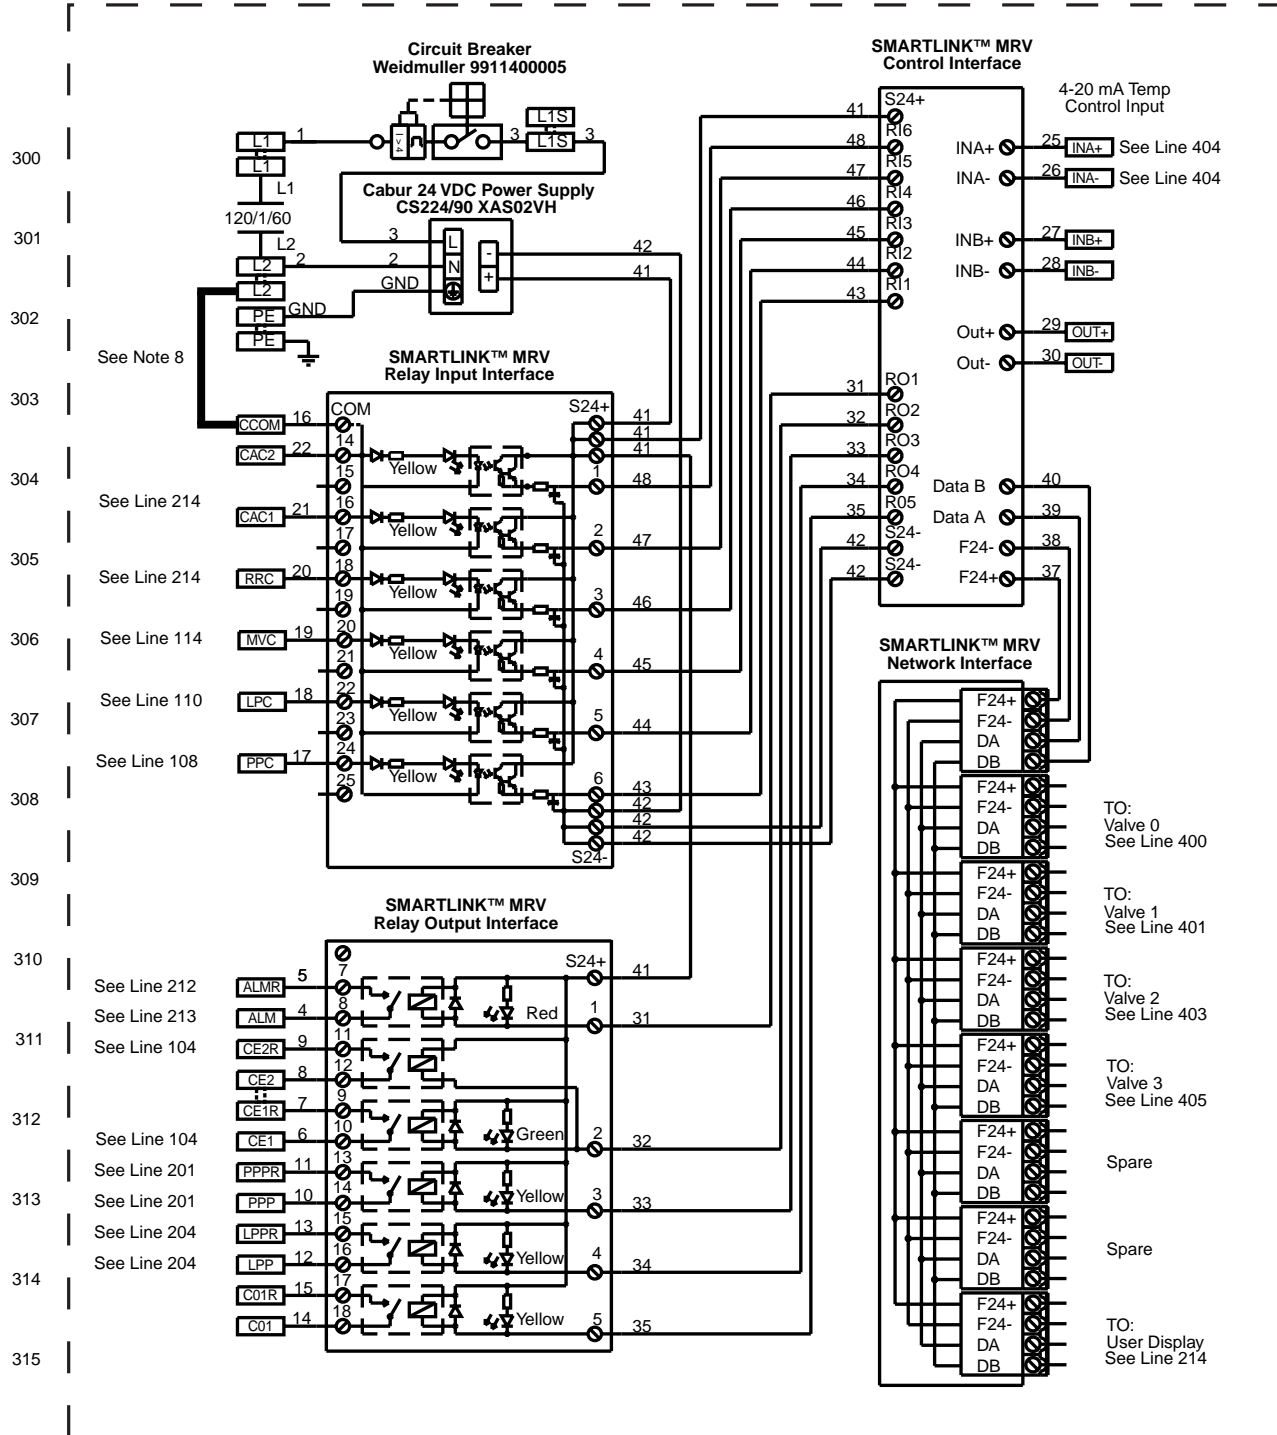 Circuit Breaker
Weidmuller 9911400005
SMARTLINK™ MRV
Control Interface
4-20 mA Temp
Control Input
300
301
302
303
304
305
306
307
308
309
310
311
312
313
314
315
L1
1
L1
I > 4
3
L1S
L1S
3
L1
120/1/60
L2
L2
2
L2
PE
GND
PE
Cabur 24 VDC Power Supply
CS224/90 XAS02VH
3
L
2
N
GND
-
+
42
41
See Note 8
SMARTLINK™ MRV
Relay Input Interface
CCOM
16
COM
S24+
41
41
41
CAC2
22
14
Yellow
15
1
48
See Line 214
CAC1
21
16
Yellow
17
2
47
See Line 214
RRC
20
18
Yellow
19
3
46
See Line 114
MVC
19
20
Yellow
21
4
45
See Line 110
LPC
18
22
Yellow
23
5
44
See Line 108
PPC
17
24
Yellow
25
6
43
42
42
42
S24-
SMARTLINK™ MRV
Relay Output Interface
S24+
41
See Line 212
ALMR
5
7
See Line 213
ALM
4
8
Red
1
31
See Line 104
CE2R
9
11
CE2
8
12
CE1R
7
9
See Line 104
CE1
6
10
Green
2
32
See Line 201
PPPR
11
13
See Line 201
PPP
10
14
Yellow
3
33
See Line 204
LPPR
13
15
See Line 204
LPP
12
16
Yellow
4
34
C01R
15
17
C01
14
18
Yellow
5
35
41
S24+
48
RI6
47
RI5
46
RI4
45
RI3
44
RI2
43
RI1
31
RO1
32
RO2
33
RO3
34
RO4
35
R05
42
S24-
42
S24-
INA+
25
INA+
See Line 404
INA-
26
INA-
See Line 404
INB+
27
INB+
INB-
28
INB-
Out+
29
OUT+
Out-
30
OUT-
Data B
40
Data A
39
F24-
38
F24+
37
SMARTLINK™ MRV
Network Interface
F24+
F24-
DA
DB
F24+
F24-
DA
DB
TO:
Valve 0
See Line 400
F24+
F24-
DA
DB
TO:
Valve 1
See Line 401
F24+
F24-
DA
DB
TO:
Valve 2
See Line 403
F24+
F24-
DA
DB
TO:
Valve 3
See Line 405
F24+
F24-
DA
DB
Spare
F24+
F24-
DA
DB
Spare
F24+
F24-
DA
DB
TO:
User Display
See Line 214